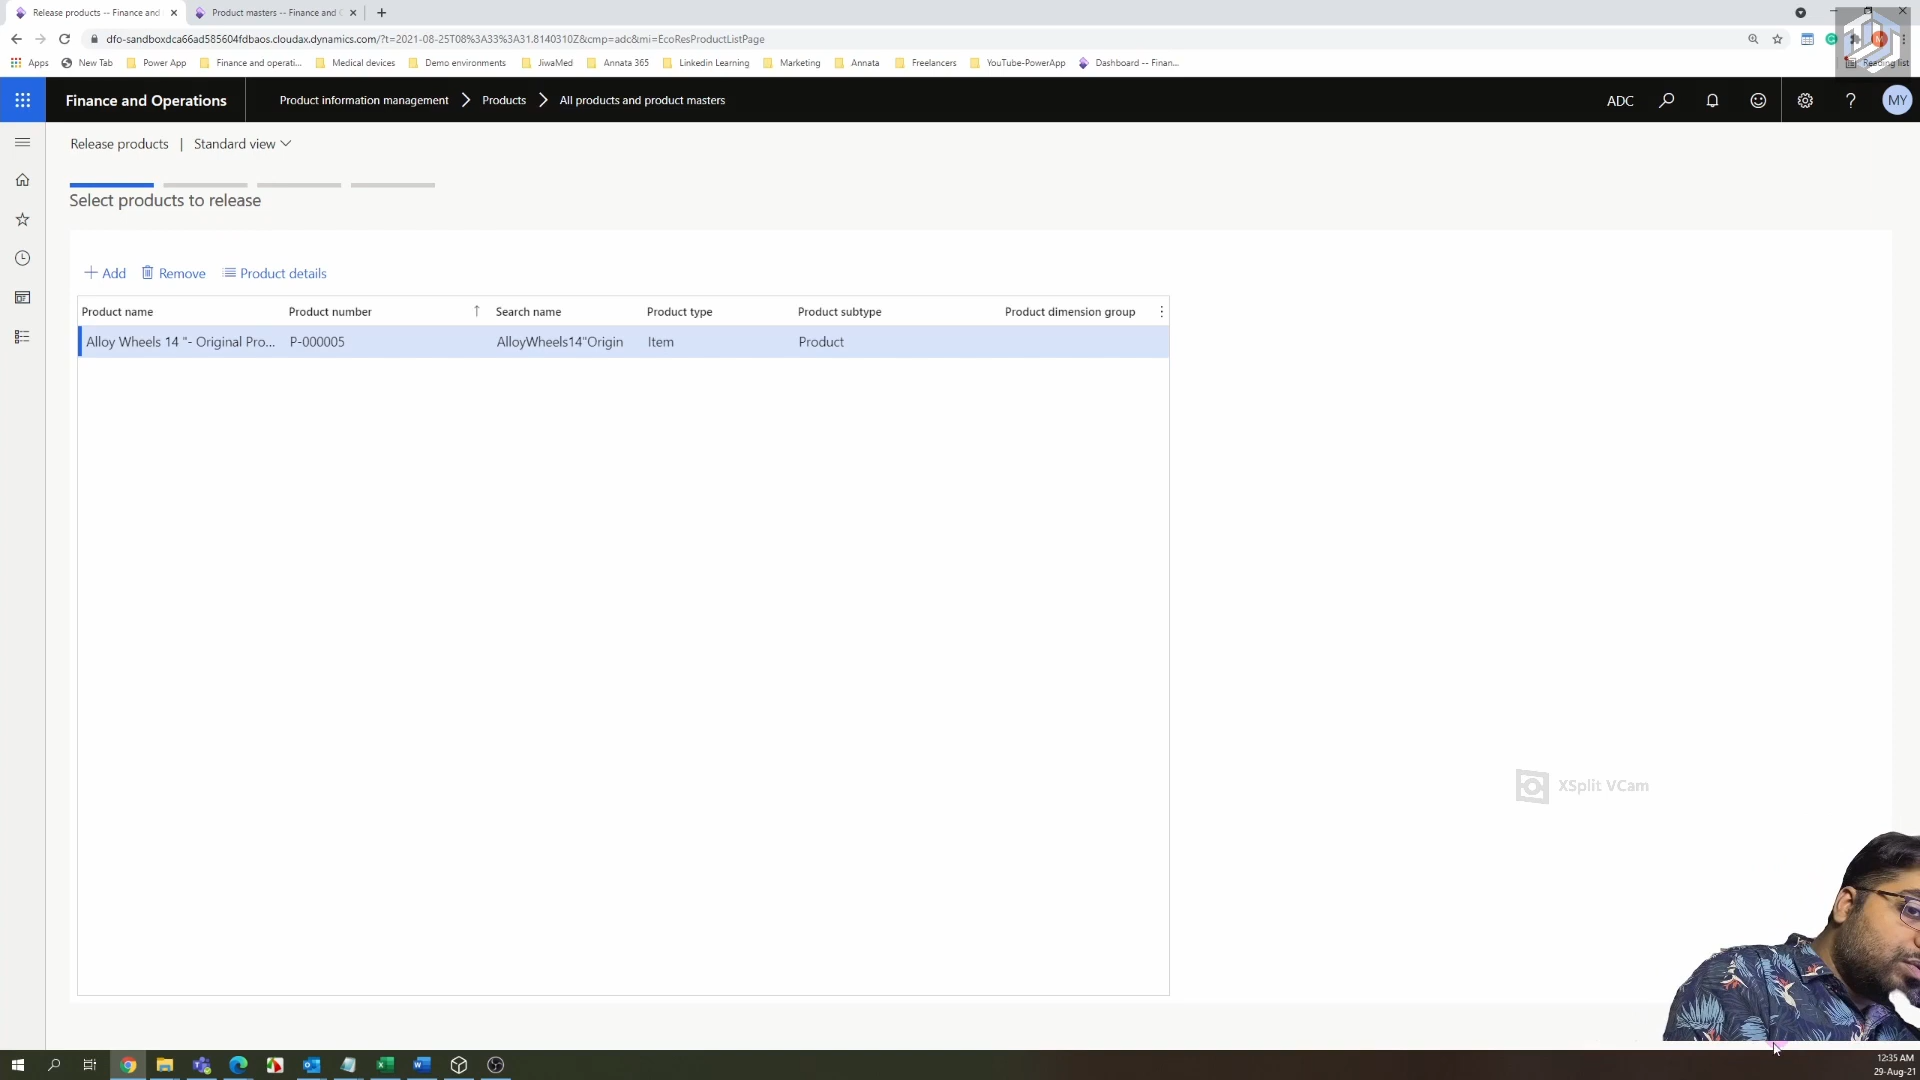 Release products -- Finance and
Product masters -- Finance and O
dfo-sandboxdca66ad585604fdbaos.cloudax.dynamics.com/?t=2021-08-25T08%3A33%3A31.8140310Z&cmp=adc&mi=EcoResProductListPage
Apps
New Tab
Power App
Finance and operati...
Medical devices
Demo environments
JiwaMed
Annata 365
Linkedin Learning
Marketing
Annata
Freelancers
YouTube-PowerApp
Dashboard -- Finan...
Reading list
Finance and Operations
Product information management
Products
All products and product masters
ADC
MY
Release products | Standard view
Select products to release
Add
Remove
Product details
Product name
Product number
Search name
Product type
Product subtype
Product dimension group
Alloy Wheels 14 "- Original Pro...
P-000005
AlloyWheels14"Origin
Item
Product
XSplit VCam
12:35 AM
29-Aug-21